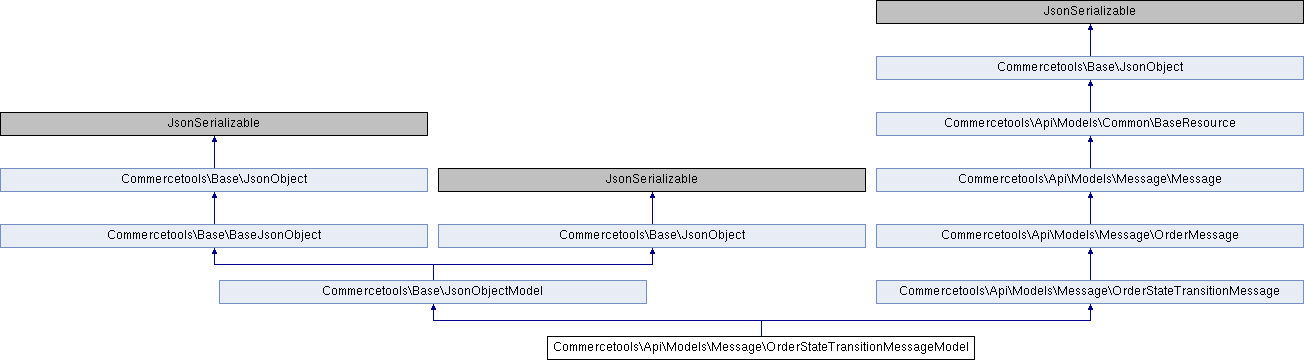 JsonSerializable
Commercetools\Base\JsonObject
JsonSerializable
Commercetools\Api\Models\Common\BaseResource
Commercetools\Base\JsonObject
JsonSerializable
Commercetools\Api\Models\Message\Message
Commercetools\Base\BaseJsonObject
Commercetools\Base\JsonObject
Commercetools\Api\Models\Message\OrderMessage
Commercetools\Base\JsonObjectModel
Commercetools\Api\Models\Message\OrderStateTransitionMessage
Commercetools\Api\Models\Message\OrderStateTransitionMessageModel